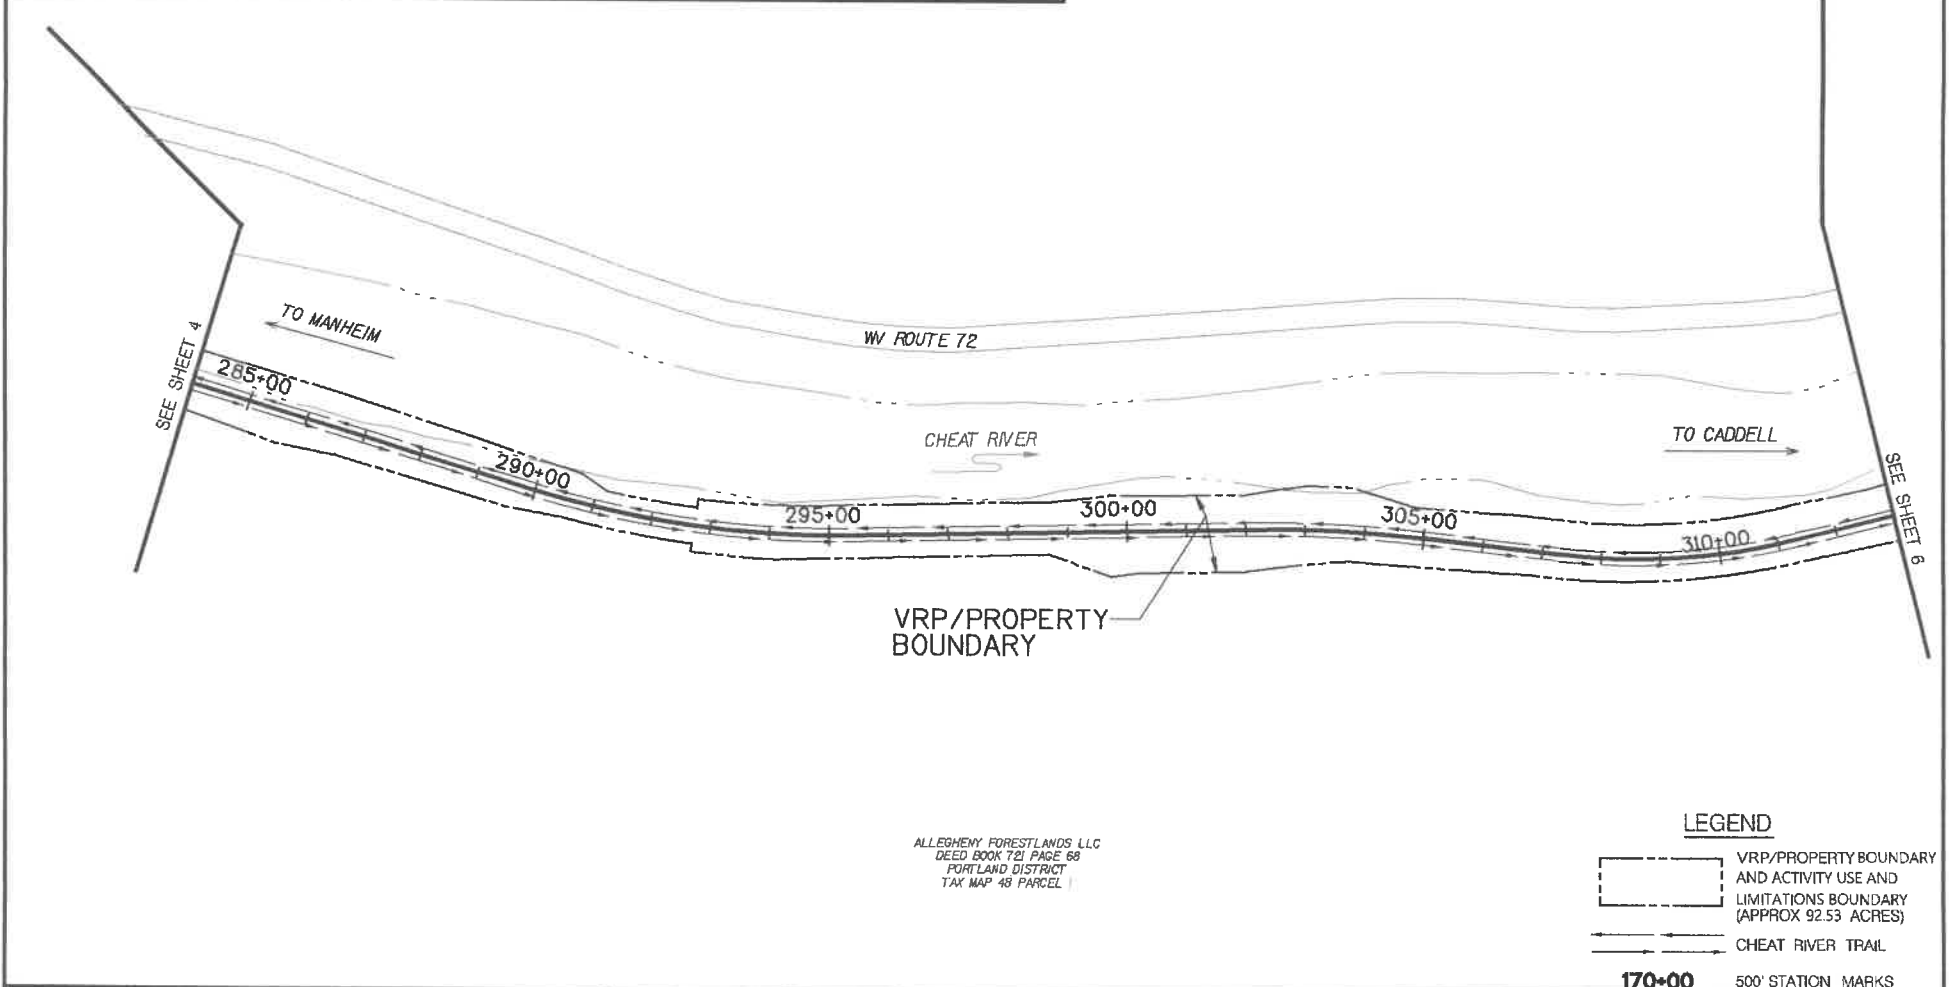 WV ROUTE 72
TO MANHEIM
SEE SHEET 4
285+00
290+00
295+00
300+00
305+00
310+00
CHEAT RIVER
TO CADDELL
SEE SHEET 6
VRP/PROPERTY
BOUNDARY
ALLEGHENY FORESTLANDS LLC
DEED BOOK 721 PAGE 68
PORTLAND DISTRICT
TAX MAP 48 PARCEL 1
LEGEND
VRP/PROPERTY BOUNDARY
AND ACTIVITY USE AND
LIMITATIONS BOUNDARY
(APPROX 92.53 ACRES)
CHEAT RIVER TRAIL
170+00 500' STATION MARKS